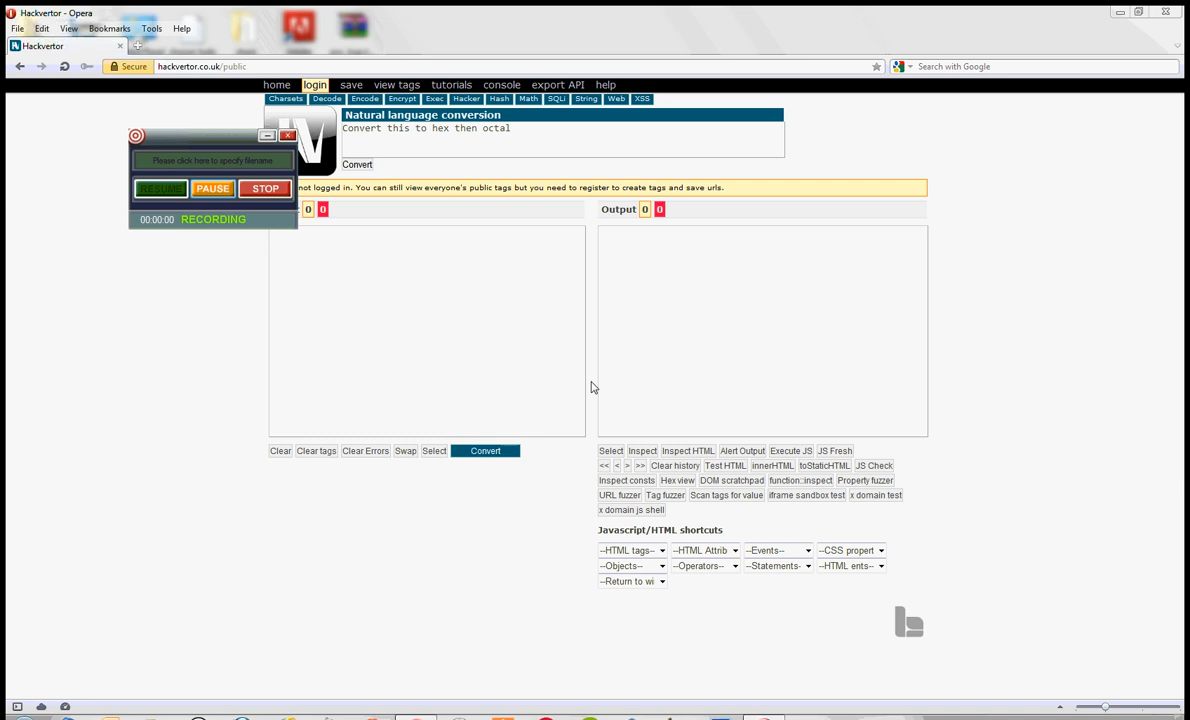 Hackvertor - Opera
File Edit View Bookmarks Tools Help
Hackvertor
Secure hackvertor.co.uk/public Search with Google
home login save view tags tutorials console export API help
Charsets Decode Encode Encrypt Exec Hacker Hash Math SQLi String Web XSS
Natural language conversion
Convert this to hex then octal
Convert
Please click here to specify filename
RESUME PAUSE STOP
00:00:00 RECORDING
not logged in. You can still view everyone's public tags but you need to register to create tags and save urls.
0 0
Output 0 0
Clear Clear tags Clear Errors Swap Select Convert
Select Inspect Inspect HTML Alert Output Execute JS JS Fresh
<< < > >> Clear history Test HTML innerHTML toStaticHTML JS Check
Inspect consts Hex view DOM scratchpad function::inspect Property fuzzer
URL fuzzer Tag fuzzer Scan tags for value iframe sandbox test x domain test
x domain js shell
Javascript/HTML shortcuts
--HTML tags-- --HTML Attrib --Events-- --CSS propert
--Objects-- --Operators-- --Statements- --HTML ents--
--Return to wi